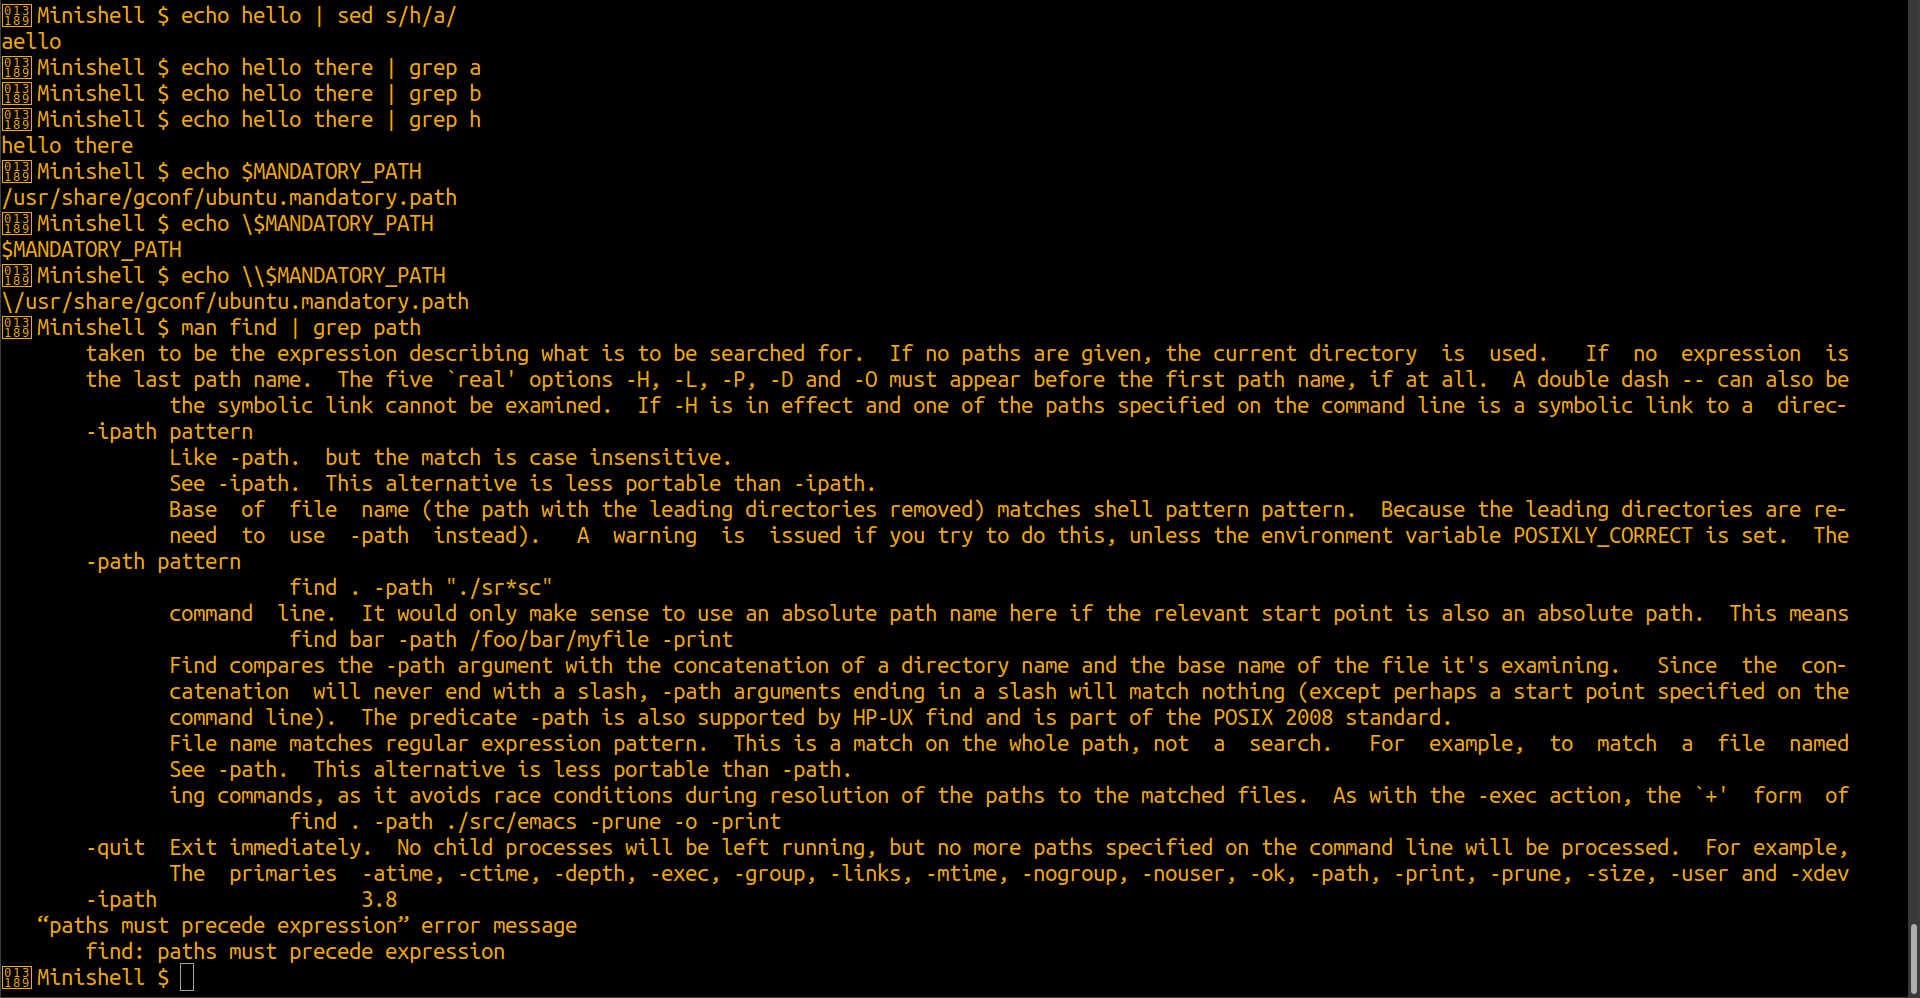 013189 Minishell $ echo hello | sed s/h/a/
aello
013189 Minishell $ echo hello there | grep a
013189 Minishell $ echo hello there | grep b
013189 Minishell $ echo hello there | grep h
hello there
013189 Minishell $ echo $MANDATORY_PATH
/usr/share/gconf/ubuntu.mandatory.path
013189 Minishell $ echo \$MANDATORY_PATH
$MANDATORY_PATH
013189 Minishell $ echo \\$MANDATORY_PATH
\/usr/share/gconf/ubuntu.mandatory.path
013189 Minishell $ man find | grep path
       taken to be the expression describing what is to be searched for.  If no paths are given, the current directory  is  used.   If  no  expression  is
       the last path name.  The five `real' options -H, -L, -P, -D and -O must appear before the first path name, if at all.  A double dash -- can also be
              the symbolic link cannot be examined.  If -H is in effect and one of the paths specified on the command line is a symbolic link to a  direc-
       -ipath pattern
              Like -path.  but the match is case insensitive.
              See -ipath.  This alternative is less portable than -ipath.
              Base  of  file  name (the path with the leading directories removed) matches shell pattern pattern.  Because the leading directories are re-
              need  to  use  -path  instead).   A  warning  is  issued if you try to do this, unless the environment variable POSIXLY_CORRECT is set.  The
       -path pattern
                        find . -path "./sr*sc"
              command  line.  It would only make sense to use an absolute path name here if the relevant start point is also an absolute path.  This means
                        find bar -path /foo/bar/myfile -print
              Find compares the -path argument with the concatenation of a directory name and the base name of the file it's examining.   Since  the  con-
              catenation  will never end with a slash, -path arguments ending in a slash will match nothing (except perhaps a start point specified on the
              command line).  The predicate -path is also supported by HP-UX find and is part of the POSIX 2008 standard.
              File name matches regular expression pattern.  This is a match on the whole path, not  a  search.   For  example,  to  match  a  file  named
              See -path.  This alternative is less portable than -path.
              ing commands, as it avoids race conditions during resolution of the paths to the matched files.  As with the -exec action, the `+'  form  of
                        find . -path ./src/emacs -prune -o -print
       -quit  Exit immediately.  No child processes will be left running, but no more paths specified on the command line will be processed.  For example,
              The  primaries  -atime, -ctime, -depth, -exec, -group, -links, -mtime, -nogroup, -nouser, -ok, -path, -print, -prune, -size, -user and -xdev
       -ipath                 3.8
   “paths must precede expression” error message
       find: paths must precede expression
013189 Minishell $